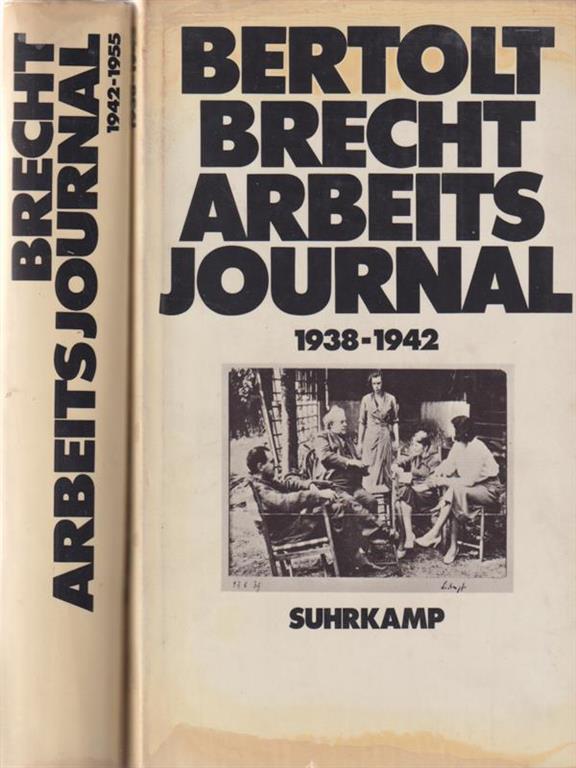 BRECHT
ARBEITSJOURNAL
1942-1955
BERTOLT
BRECHT
ARBEITS
JOURNAL
1938-1942
SUHRKAMP